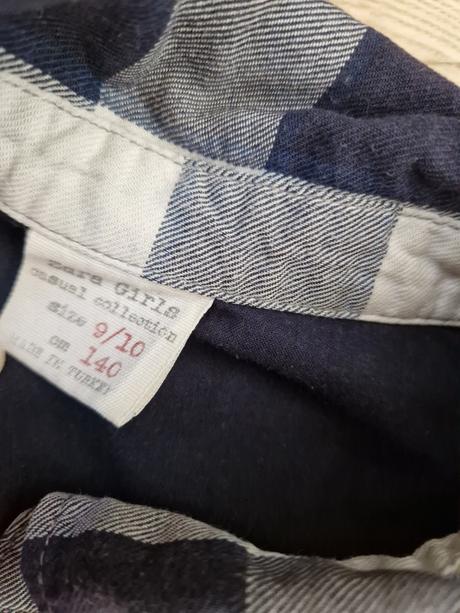 Zara Girls
casual collection
size 9/10
cm 140
MADE IN TURKEY